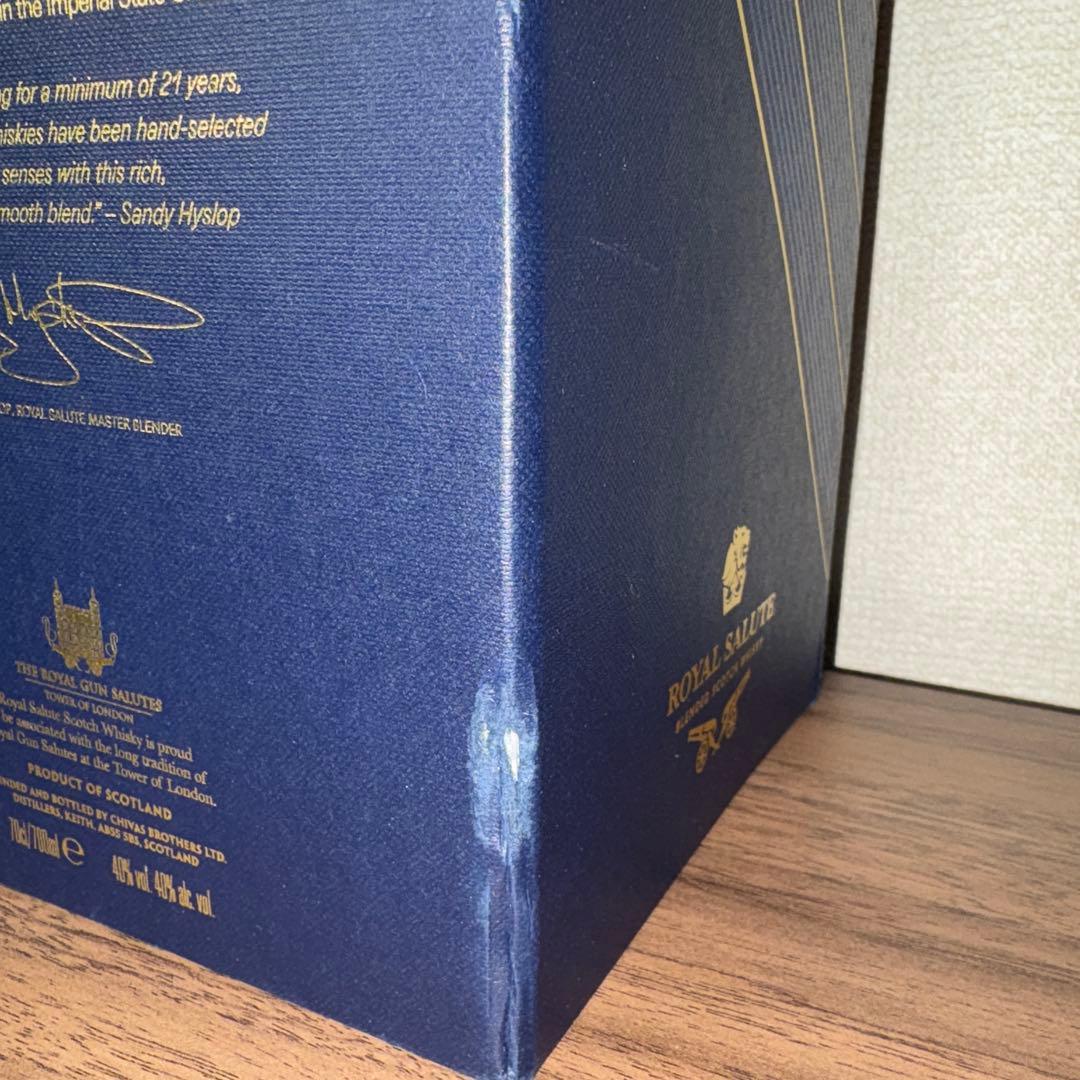 in the Imperial State
g for a minimum of 21 years,
hiskies have been hand-selected
senses with this rich,
mooth blend." – Sandy Hyslop
OP, ROYAL SALUTE MASTER BLENDER
THE ROYAL GUN SALUTES
TOWER OF LONDON
Royal Salute Scotch Whisky is proud
be associated with the long tradition of
yal Gun Salutes at the Tower of London.
PRODUCT OF SCOTLAND
NDED AND BOTTLED BY CHIVAS BROTHERS LTD.
DISTILLERS, KEITH, AB55 5BS, SCOTLAND
70cl/700ml e
40% vol. 40% alc. vol.
ROYAL SALUTE
BLENDED SCOTCH WHISKY